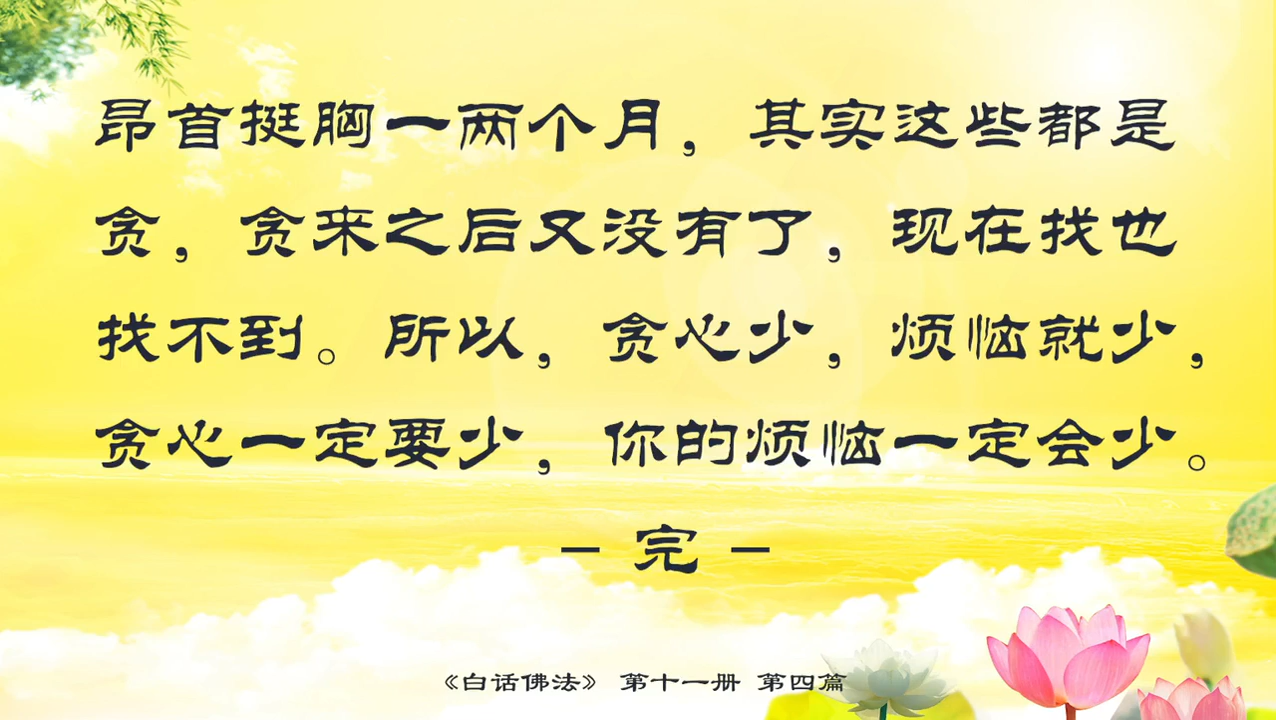 昂首挺胸一两个月，其实这些都是
贪，贪来之后又没有了，现在找也
找不到。所以，贪心少，烦恼就少，
贪心一定要少，你的烦恼一定会少。
－ 完 －
《白话佛法》 第十一册 第四篇